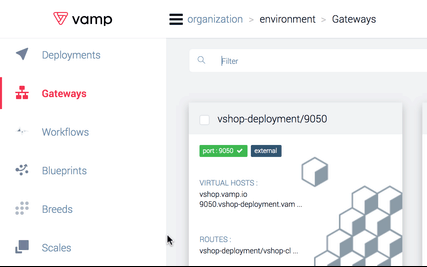 vamp
organization > environment > Gateways
Deployments
Gateways
Workflows
Blueprints
Breeds
Scales
Filter
vshop-deployment/9050
port : 9050 external
VIRTUAL HOSTS :
vshop.vamp.io
9050.vshop-deployment.vam ...
ROUTES :
vshop-deployment/vshop-cl ...